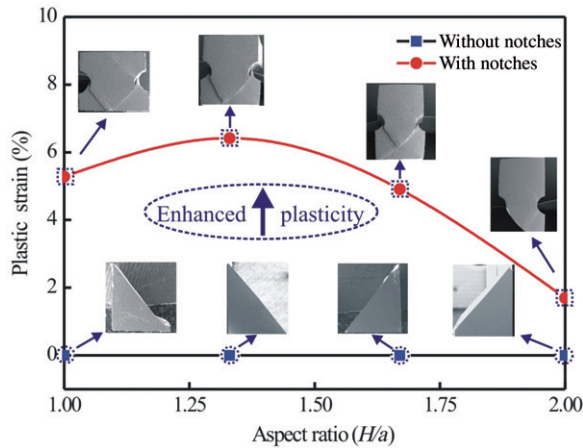 10
8
6
4
2
0
Plastic strain (%)
Without notches
With notches
Enhanced plasticity
1.00 1.25 1.50 1.75 2.00
Aspect ratio (H/a)